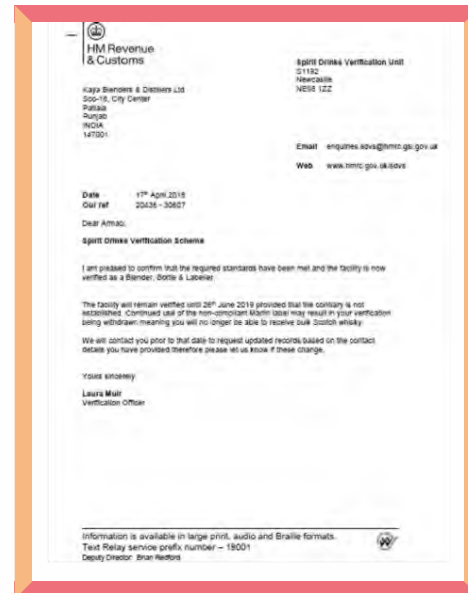 HM Revenue
& Customs
Spirit Drinks Verification Unit
S1192
Newcastle
NE98 1ZZ
Kaya Blenders & Distillers Ltd
Sco-18, City Center
Patiala
Punjab
INDIA
147001
Email enquiries.sdvs@hmrc.gsi.gov.uk
Web www.hmrc.gov.uk/sdvs
Date 17th April 2018
Our ref 20436 - 30607
Dear
Spirit Drinks Verification Scheme
I am pleased to confirm that the required standards have been met and the facility is now
verified as a Blender, Bottle & Labeller.
The facility will remain verified until 26th June 2019 provided that the contrary is not
established. Continued use of the non-compliant label may result in your verification
being withdrawn meaning you will no longer be able to receive bulk Scotch whisky.
We will contact you prior to that date to request updated records based on the contact
details you have provided therefore please let us know if these change.
Yours sincerely
Laura Muir
Verification Officer
Information is available in large print, audio and Braille formats.
Text Relay service prefix number – 18001
Deputy Director: Brian Redford